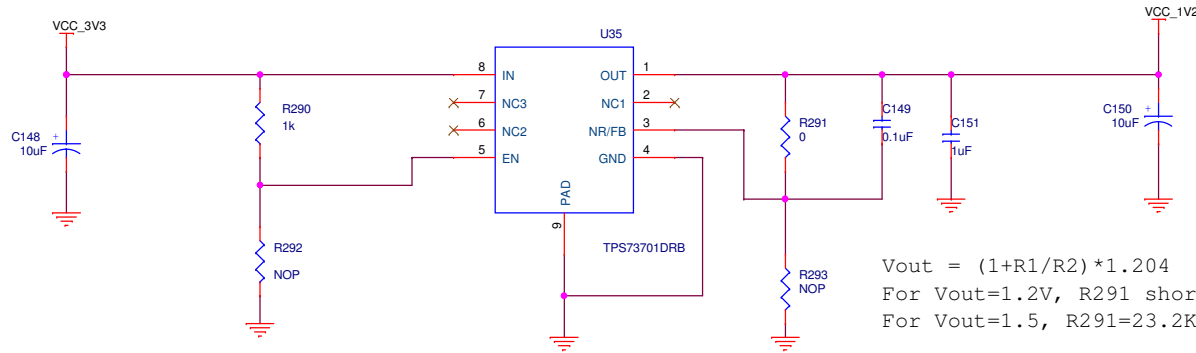 VCC_3V3
VCC_1V2
U35
8
IN
OUT
1
7
NC3
NC1
2
6
NC2
NR/FB
3
5
EN
GND
4
PAD
9
TPS73701DRB
C148
+
10uF
R290
1k
R292
NOP
R291
0
C149
0.1uF
C151
1uF
C150
+
10uF
R293
NOP
Vout = (1+R1/R2)*1.204
For Vout=1.2V, R291 shor
For Vout=1.5, R291=23.2K